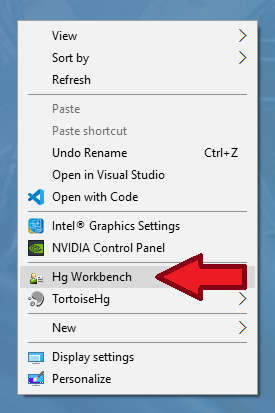 View
Sort by
Refresh
Paste
Paste shortcut
Undo Rename Ctrl+Z
Open in Visual Studio
Open with Code
Intel® Graphics Settings
NVIDIA Control Panel
Hg Workbench
TortoiseHg
New
Display settings
Personalize